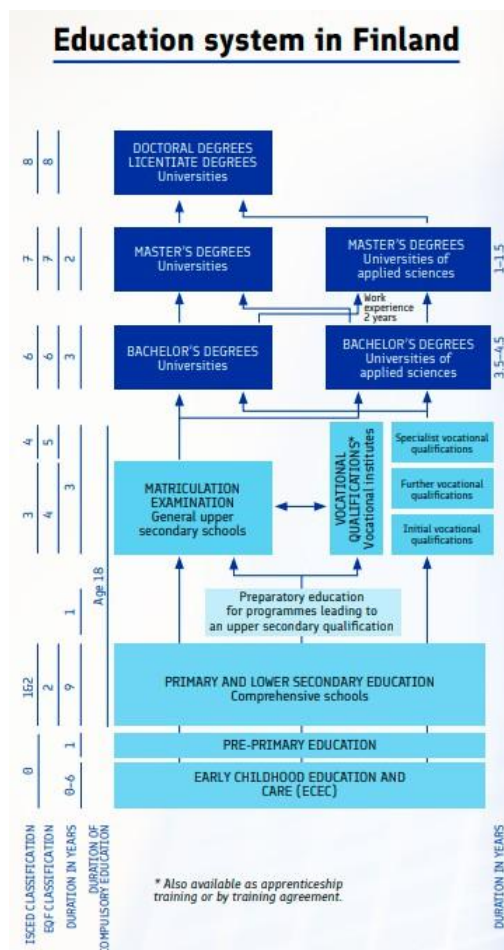 Education system in Finland
DOCTORAL DEGREES
LICENTIATE DEGREES
Universities
8
8
MASTER'S DEGREES
Universities
MASTER'S DEGREES
Universities of
applied sciences
7
7
2
1–1.5
Work
experience
2 years
BACHELOR'S DEGREES
Universities
BACHELOR'S DEGREES
Universities of
applied sciences
6
6
3
3.5–4.5
MATRICULATION
EXAMINATION
General upper
secondary schools
VOCATIONAL
QUALIFICATIONS*
Vocational institutes
Specialist vocational
qualifications
Further vocational
qualifications
Initial vocational
qualifications
4
5
3
4
3
Age 18
Preparatory education
for programmes leading to
an upper secondary qualification
1
PRIMARY AND LOWER SECONDARY EDUCATION
Comprehensive schools
1&2
2
9
PRE-PRIMARY EDUCATION
0
1
EARLY CHILDHOOD EDUCATION AND
CARE (ECEC)
0–6
ISCED CLASSIFICATION
EQF CLASSIFICATION
DURATION IN YEARS
DURATION OF
COMPULSORY EDUCATION
DURATION IN YEARS
* Also available as apprenticeship
training or by training agreement.